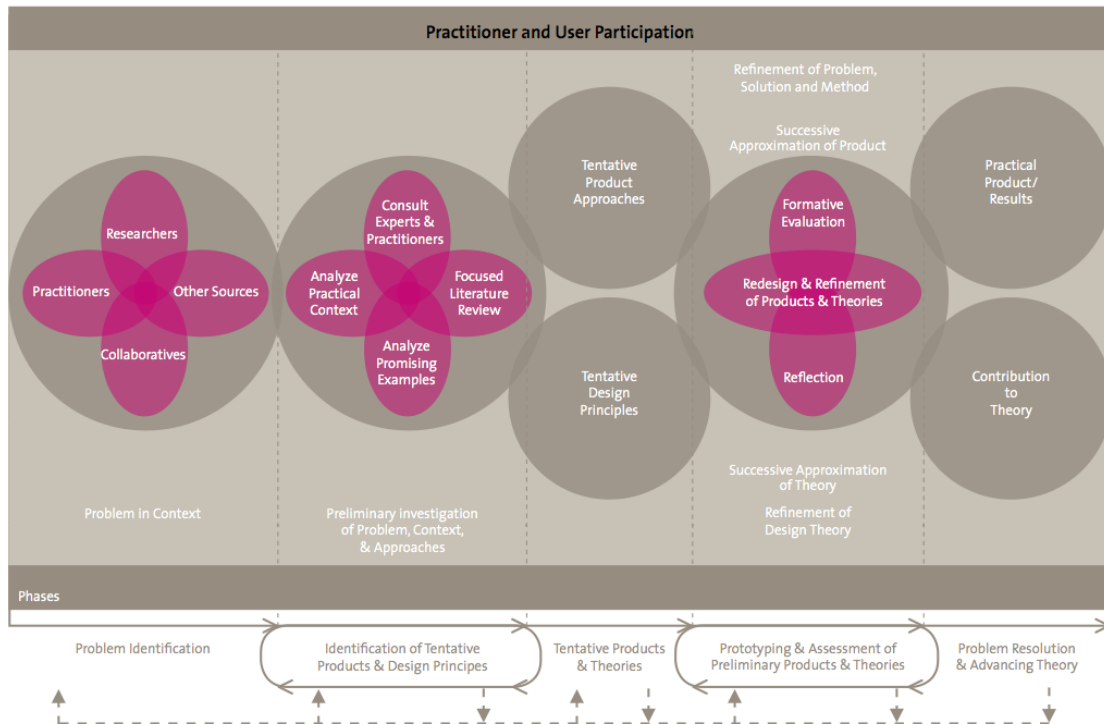 Practitioner and User Participation
Researchers
Practitioners
Other Sources
Collaboratives
Problem in Context
Consult
Experts &
Practitioners
Analyze
Practical
Context
Focused
Literature
Review
Analyze
Promising
Examples
Preliminary investigation
of Problem, Context,
& Approaches
Tentative
Product
Approaches
Tentative
Design
Principles
Refinement of Problem,
Solution and Method
Successive
Approximation of Product
Formative
Evaluation
Redesign & Refinement
of Products & Theories
Reflection
Successive Approximation
of Theory
Refinement of
Design Theory
Practical
Product/
Results
Contribution
to
Theory
Phases
Problem Identification
Identification of Tentative
Products & Design Principes
Tentative Products
& Theories
Prototyping & Assessment of
Preliminary Products & Theories
Problem Resolution
& Advancing Theory